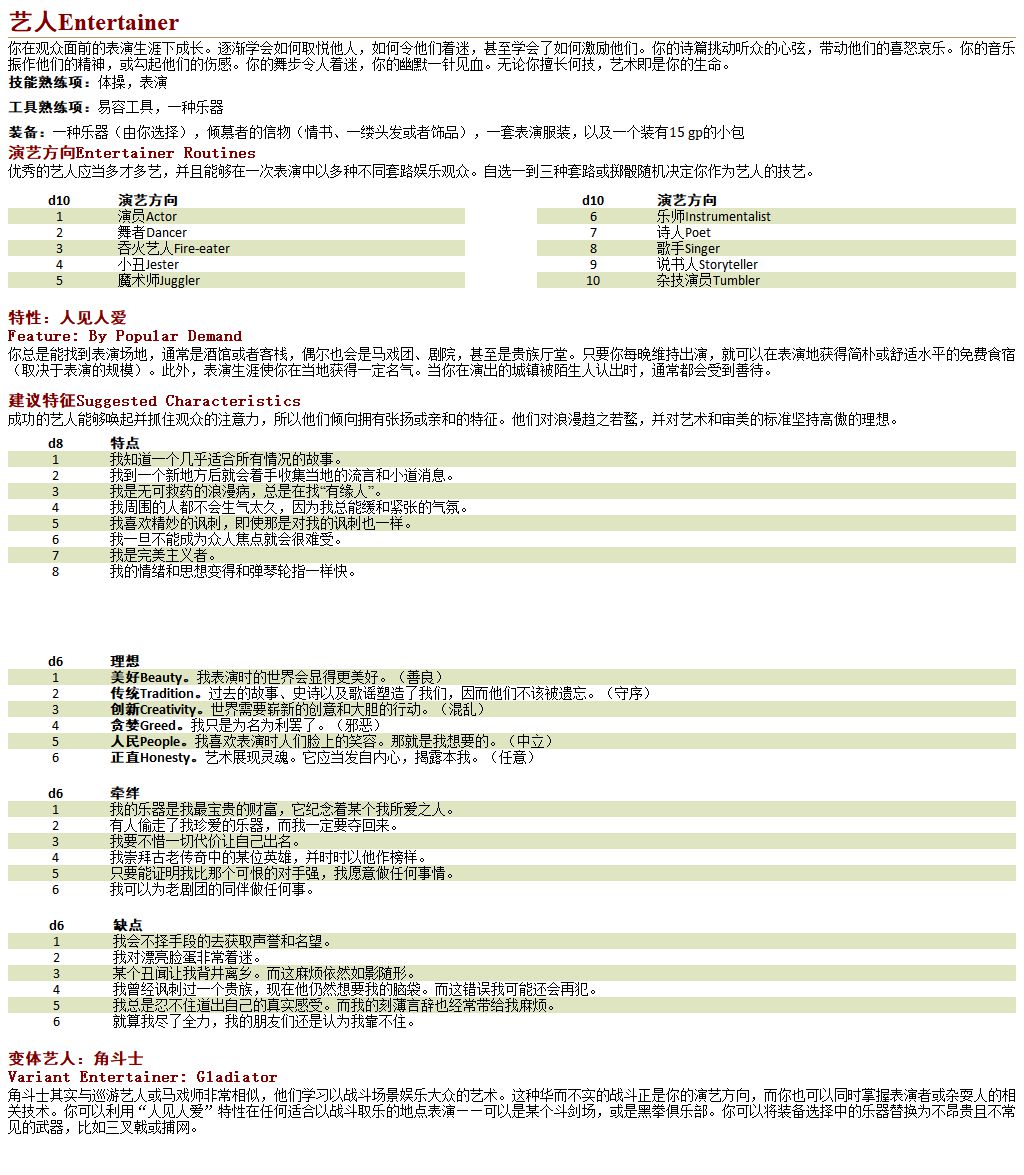 艺人Entertainer
你在观众面前的表演生涯下成长。逐渐学会如何取悦他人，如何令他们着迷，甚至学会了如何激励他们。你的诗篇挑动听众的心弦，带动他们的喜怒哀乐。你的音乐
振作他们的精神，或勾起他们的伤感。你的舞步令人着迷，你的幽默一针见血。无论你擅长何技，艺术即是你的生命。
技能熟练项：体操，表演
工具熟练项：易容工具，一种乐器
装备：一种乐器（由你选择），倾慕者的信物（情书、一缕头发或者饰品），一套表演服装，以及一个装有15 gp的小包
演艺方向Entertainer Routines
优秀的艺人应当多才多艺，并且能够在一次表演中以多种不同套路娱乐观众。自选一到三种套路或掷骰随机决定你作为艺人的技艺。
d10 演艺方向
1 演员Actor
2 舞者Dancer
3 吞火艺人Fire-eater
4 小丑Jester
5 魔术师Juggler
d10 演艺方向
6 乐师Instrumentalist
7 诗人Poet
8 歌手Singer
9 说书人Storyteller
10 杂技演员Tumbler
特性：人见人爱
Feature: By Popular Demand
你总是能找到表演场地，通常是酒馆或者客栈，偶尔也会是马戏团、剧院，甚至是贵族厅堂。只要你每晚维持出演，就可以在表演地获得简朴或舒适水平的免费食宿
（取决于表演的规模）。此外，表演生涯使你在当地获得一定名气。当你在演出的城镇被陌生人认出时，通常都会受到善待。
建议特征Suggested Characteristics
成功的艺人能够唤起并抓住观众的注意力，所以他们倾向拥有张扬或亲和的特征。他们对浪漫趋之若鹜，并对艺术和审美的标准坚持高傲的理想。
d8 特点
1 我知道一个几乎适合所有情况的故事。
2 我到一个新地方后就会着手收集当地的流言和小道消息。
3 我是无可救药的浪漫病，总是在找“有缘人”。
4 我周围的人都不会生气太久，因为我总能缓和紧张的气氛。
5 我喜欢精妙的讽刺，即使那是对我的讽刺也一样。
6 我一旦不能成为众人焦点就会很难受。
7 我是完美主义者。
8 我的情绪和思想变得和弹琴轮指一样快。
d6 理想
1 美好Beauty。我表演时的世界会显得更美好。（善良）
2 传统Tradition。过去的故事、史诗以及歌谣塑造了我们，因而他们不该被遗忘。（守序）
3 创新Creativity。世界需要崭新的创意和大胆的行动。（混乱）
4 贪婪Greed。我只是为名为利罢了。（邪恶）
5 人民People。我喜欢表演时人们脸上的笑容。那就是我想要的。（中立）
6 正直Honesty。艺术展现灵魂。它应当发自内心，揭露本我。（任意）
d6 牵绊
1 我的乐器是我最宝贵的财富，它纪念着某个我所爱之人。
2 有人偷走了我珍爱的乐器，而我一定要夺回来。
3 我要不惜一切代价让自己出名。
4 我崇拜古老传奇中的某位英雄，并时时以他作榜样。
5 只要能证明我比那个可恨的对手强，我愿意做任何事情。
6 我可以为老剧团的同伴做任何事。
d6 缺点
1 我会不择手段的去获取声誉和名望。
2 我对漂亮脸蛋非常着迷。
3 某个丑闻让我背井离乡。而这麻烦依然如影随形。
4 我曾经讽刺过一个贵族，现在他仍然想要我的脑袋。而这错误我可能还会再犯。
5 我总是忍不住道出自己的真实感受。而我的刻薄言辞也经常带给我麻烦。
6 就算我尽了全力，我的朋友们还是认为我靠不住。
变体艺人：角斗士
Variant Entertainer: Gladiator
角斗士其实与巡游艺人或马戏师非常相似，他们学习以战斗场景娱乐大众的艺术。这种华而不实的战斗正是你的演艺方向，而你也可以同时掌握表演者或杂耍人的相
关技术。你可以利用“人见人爱”特性在任何适合以战斗取乐的地点表演——可以是某个斗剑场，或是黑拳俱乐部。你可以将装备选择中的乐器替换为不昂贵且不常
见的武器，比如三叉戟或捕网。